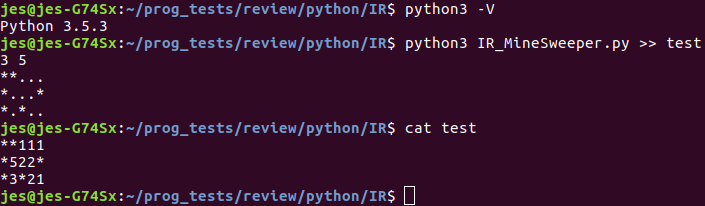 jes@jes-G74Sx:~/prog_tests/review/python/IR$ python3 -V
Python 3.5.3
jes@jes-G74Sx:~/prog_tests/review/python/IR$ python3 IR_MineSweeper.py >> test
3 5
**...
*...*
*.*..
jes@jes-G74Sx:~/prog_tests/review/python/IR$ cat test
**111
*522*
*3*21
jes@jes-G74Sx:~/prog_tests/review/python/IR$